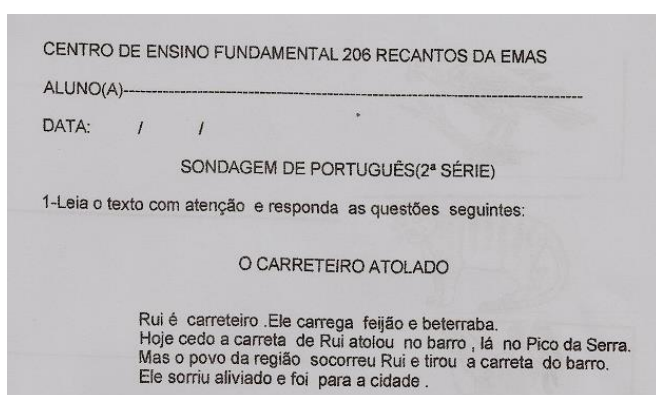 CENTRO DE ENSINO FUNDAMENTAL 206 RECANTOS DA EMAS
ALUNO(A)--------------------------------------------------------------------------------
DATA: / /
SONDAGEM DE PORTUGUÊS(2ª SÉRIE)
1-Leia o texto com atenção e responda as questões seguintes:
O CARRETEIRO ATOLADO
Rui é carreteiro .Ele carrega feijão e beterraba.
Hoje cedo a carreta de Rui atolou no barro , lá no Pico da Serra.
Mas o povo da região socorreu Rui e tirou a carreta do barro.
Ele sorriu aliviado e foi para a cidade .